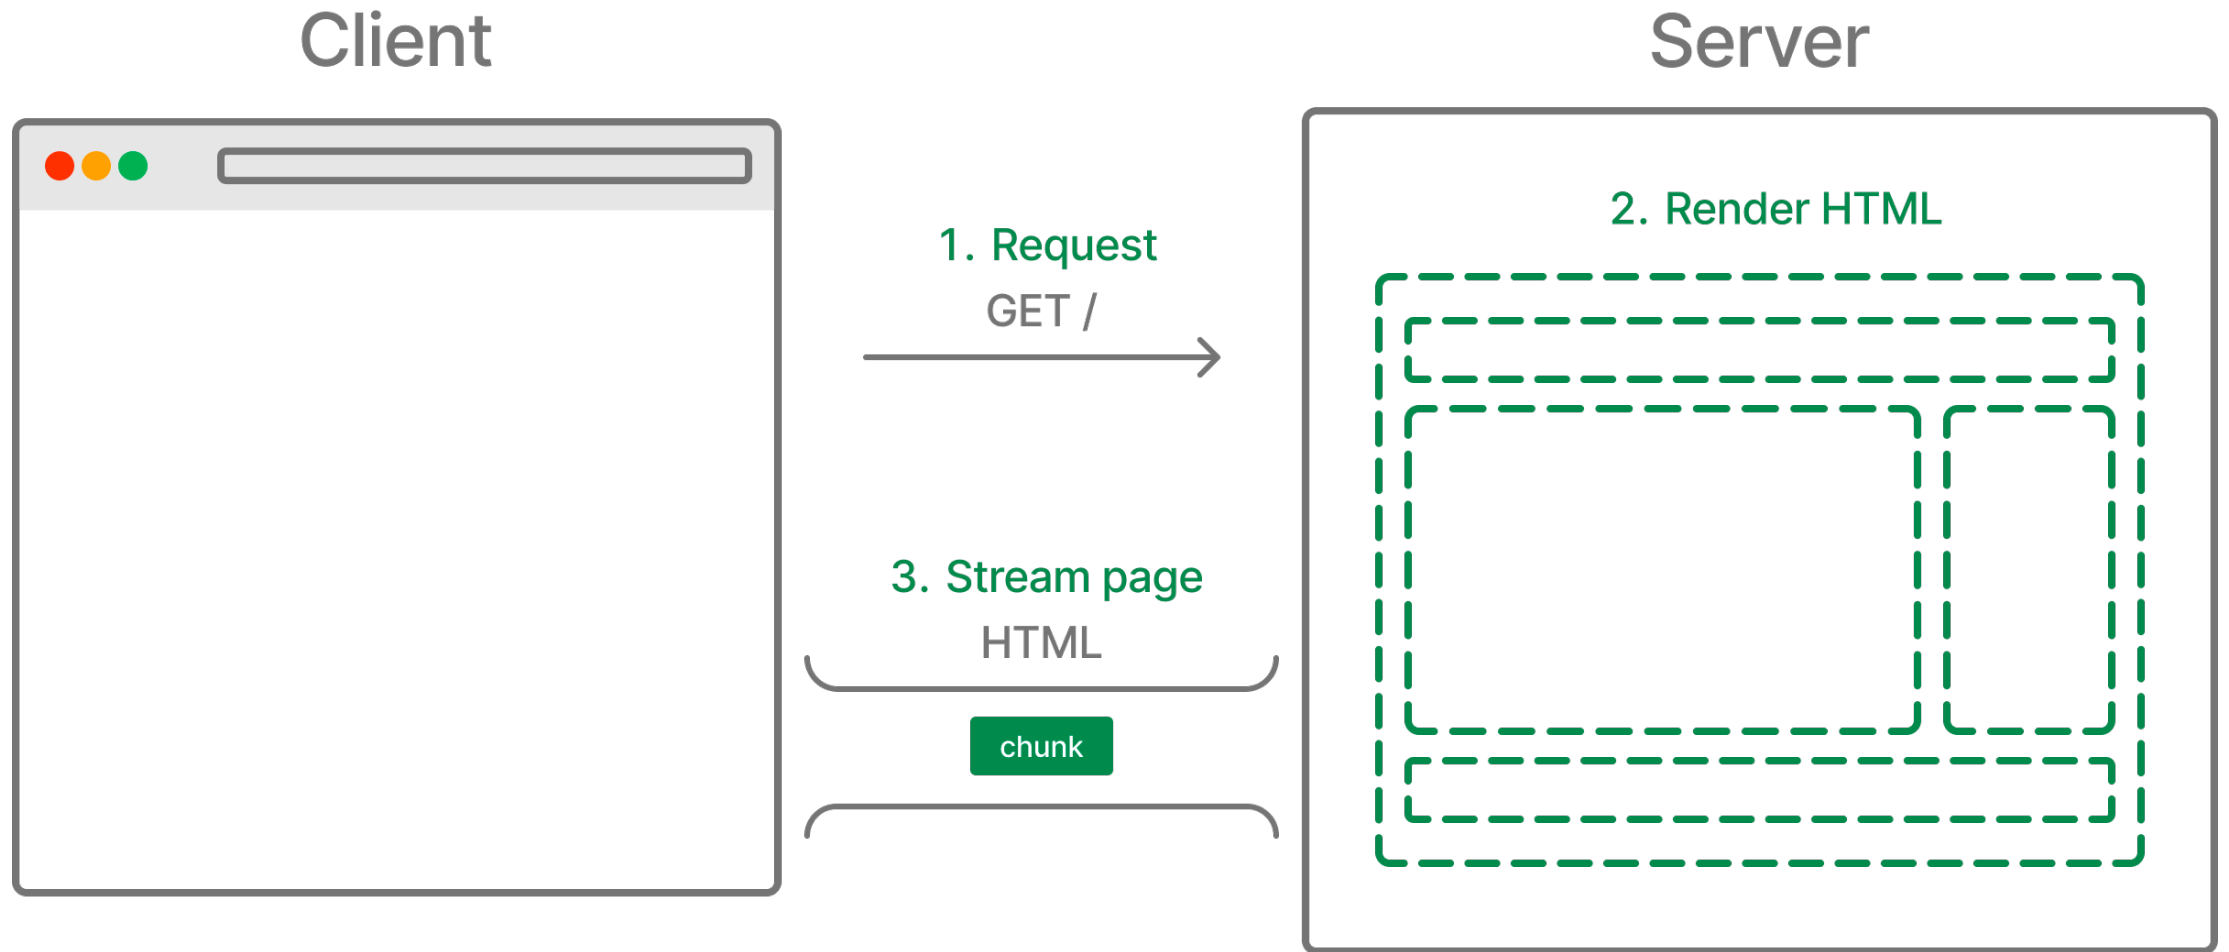 Client
Server
1. Request
GET /
2. Render HTML
3. Stream page
HTML
chunk